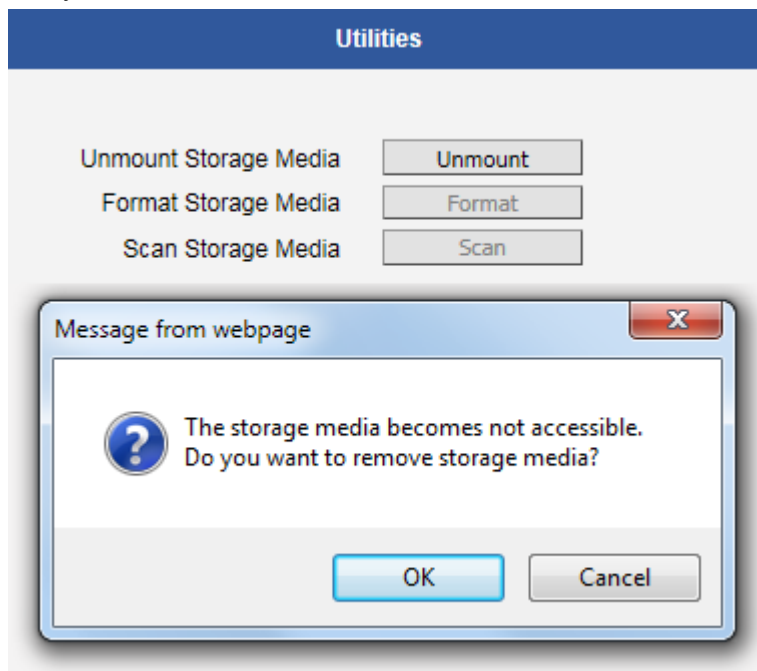 Utilities
Unmount Storage Media Unmount
Format Storage Media Format
Scan Storage Media Scan
Message from webpage
The storage media becomes not accessible.
Do you want to remove storage media?
OK Cancel